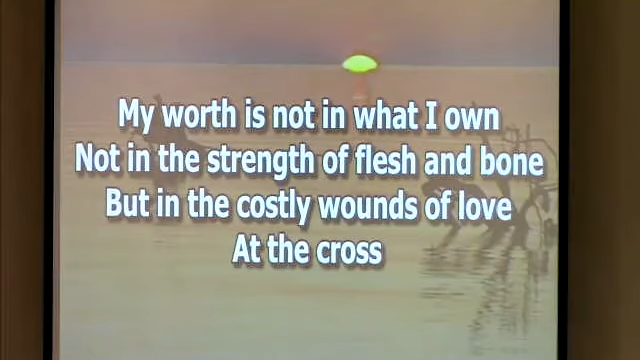 My worth is not in what I own
Not in the strength of flesh and bone
But in the costly wounds of love
At the cross